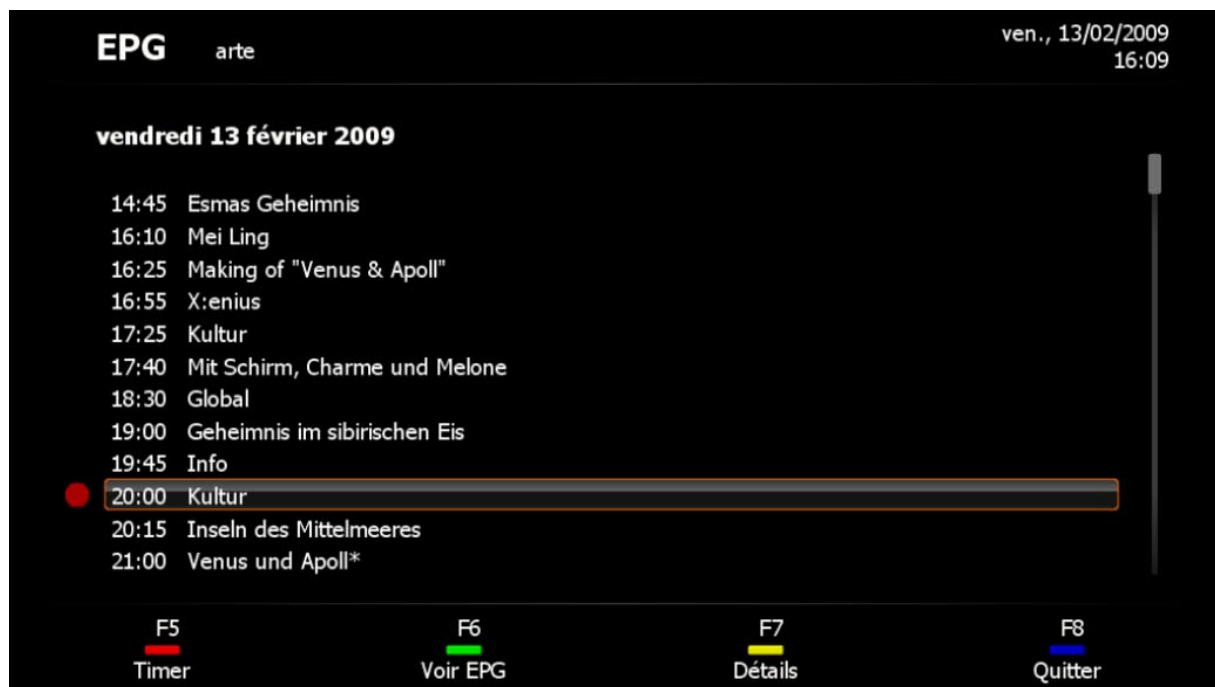 EPG arte ven., 13/02/2009
16:09
vendredi 13 février 2009
14:45 Esmas Geheimnis
16:10 Mei Ling
16:25 Making of "Venus & Apoll"
16:55 X:enius
17:25 Kultur
17:40 Mit Schirm, Charme und Melone
18:30 Global
19:00 Geheimnis im sibirischen Eis
19:45 Info
20:00 Kultur
20:15 Inseln des Mittelmeeres
21:00 Venus und Apoll*
F5 F6 F7 F8
Timer Voir EPG Détails Quitter